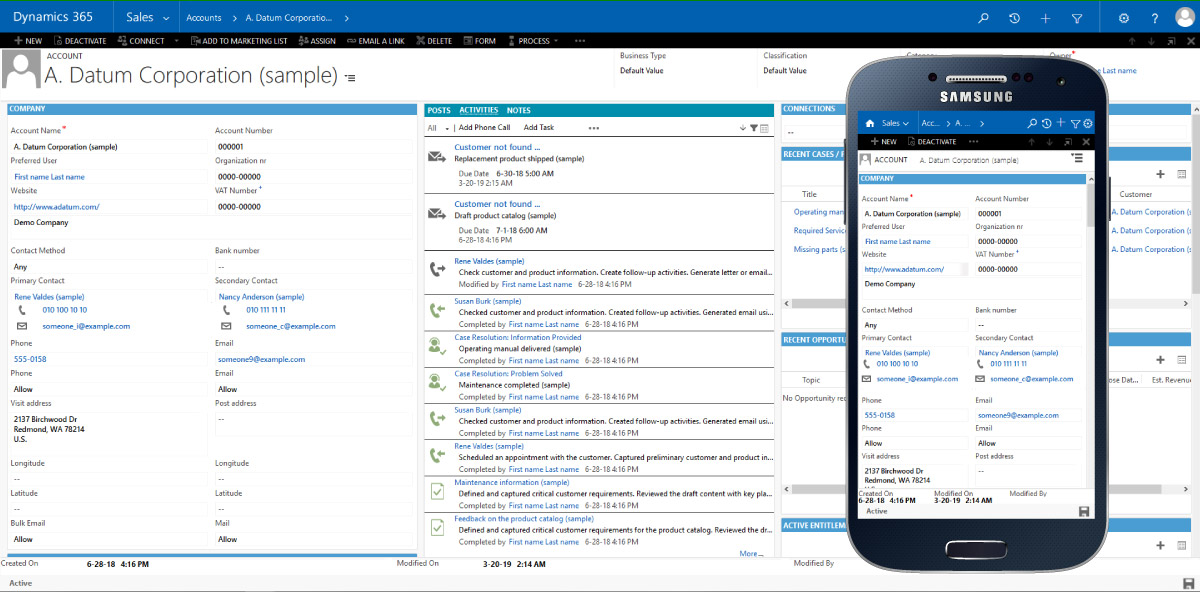 Dynamics 365 Sales Accounts A. Datum Corporatio...
NEW DEACTIVATE CONNECT ADD TO MARKETING LIST ASSIGN EMAIL A LINK DELETE FORM PROCESS ...
ACCOUNT
A. Datum Corporation (sample)
Business Type Classification
Default Value Default Value
Last name
COMPANY
Account Name* Account Number
A. Datum Corporation (sample) 000001
Preferred User Organization nr
First name Last name 0000-00000
Website VAT Number+
http://www.adatum.com/ 0000-00000
Demo Company
Contact Method Bank number
Any --
Primary Contact Secondary Contact
Rene Valdes (sample) Nancy Anderson (sample)
010 100 10 10 010 111 11 11
someone_i@example.com someone_c@example.com
Phone Email
555-0158 someone9@example.com
Phone Email
Allow Allow
Visit address Post address
2137 Birchwood Dr --
Redmond, WA 78214
U.S.
Longitude Longitude
-- --
Latitude Latitude
-- --
Bulk Email Mail
Allow Allow
POSTS ACTIVITIES NOTES
All Add Phone Call Add Task ...
Customer not found ...
Replacement product shipped (sample)
Due Date 6-30-18 5:00 AM
3-20-19 2:15 AM
Customer not found ...
Draft product catalog (sample)
Due Date 7-1-18 6:00 AM
6-28-18 4:16 PM
Rene Valdes (sample)
Check customer and product information. Create follow-up activities. Generate letter or email...
Modified by First name Last name 6-28-18 4:16 PM
Susan Burk (sample)
Checked customer and product information. Created follow-up activities. Generated email usi...
Completed by First name Last name 6-28-18 4:16 PM
Case Resolution: Information Provided
Operating manual delivered (sample)
Completed by First name Last name 6-28-18 4:16 PM
Case Resolution: Problem Solved
Maintenance completed (sample)
Completed by First name Last name 6-28-18 4:16 PM
Susan Burk (sample)
Checked customer and product information. Created follow-up activities. Generated email usi...
Completed by First name Last name 6-28-18 4:16 PM
Rene Valdes (sample)
Scheduled an appointment with the customer. Captured preliminary customer and product in...
Completed by First name Last name 6-28-18 4:16 PM
Maintenance information (sample)
Defined and captured critical customer requirements. Reviewed the draft content with key pla...
Completed by First name Last name 6-28-18 4:16 PM
Feedback on the product catalog (sample)
Defined and captured critical customer requirements for the product catalog. Reviewed the dr...
Completed by First name Last name 6-28-18 4:16 PM
More...
CONNECTIONS
--
RECENT CASES /
Title Customer
Operating man A. Datum Corporation (s
Required Service A. Datum Corporation (s
Missing parts (s A. Datum Corporation (s
RECENT OPPORTU
Topic ose Dat... Est. Revenue
No Opportunity rec
ACTIVE ENTITLEM
Created On 6-28-18 4:16 PM Modified On 3-20-19 2:14 AM Modified By
Active
SAMSUNG
Sales Acc... A. ...
NEW DEACTIVATE ...
ACCOUNT A. Datum Corporation (sample)
COMPANY
Account Name* Account Number
A. Datum Corporation (sample) 000001
Preferred User Organization nr
First name Last name 0000-00000
Website VAT Number+
http://www.adatum.com/ 0000-00000
Demo Company
Contact Method Bank number
Any --
Primary Contact Secondary Contact
Rene Valdes (sample) Nancy Anderson (sample)
010 100 10 10 010 111 11 11
someone_i@example.com someone_c@example.com
Phone Email
555-0158 someone9@example.com
Phone Email
Allow Allow
Visit address Post address
2137 Birchwood Dr --
Redmond, WA 78214
Created On Modified On Modified By
6-28-18 4:16 PM 3-20-19 2:14 AM
Active